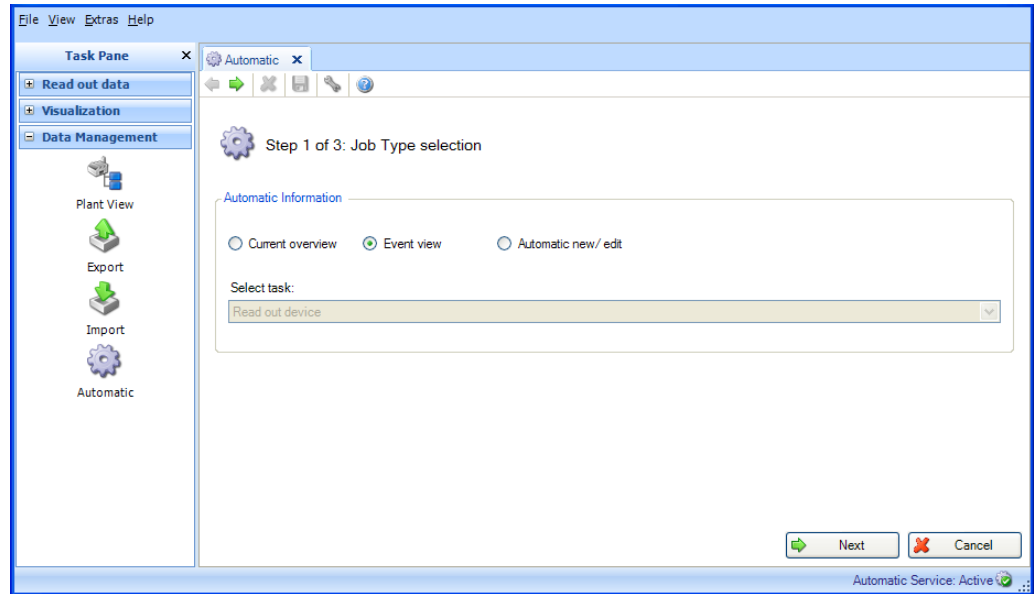 File View Extras Help
Task Pane
Automatic
Read out data
Visualization
Data Management
Plant View
Export
Import
Automatic
Step 1 of 3: Job Type selection
Automatic Information
Current overview Event view Automatic new/ edit
Select task:
Read out device
Next Cancel
Automatic Service: Active